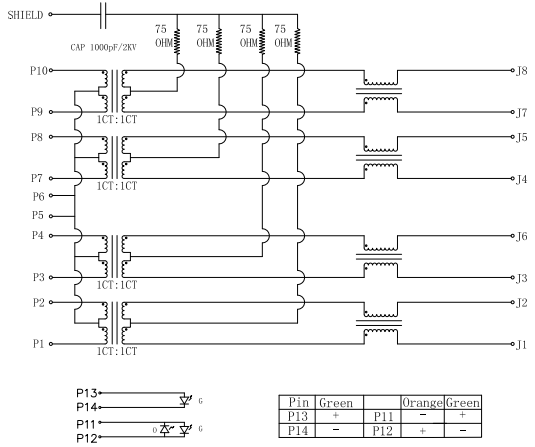 SHIELD
CAP 1000pF/2KV
75 OHM
75 OHM
75 OHM
75 OHM
P10
J8
P9
J7
1CT:1CT
P8
J5
P7
J4
1CT:1CT
P6
P5
P4
J6
P3
J3
1CT:1CT
P2
J2
P1
J1
1CT:1CT
P13
P14
G
P11
P12
O
G
Pin Green Orange Green
P13 + P11 − +
P14 − P12 + −